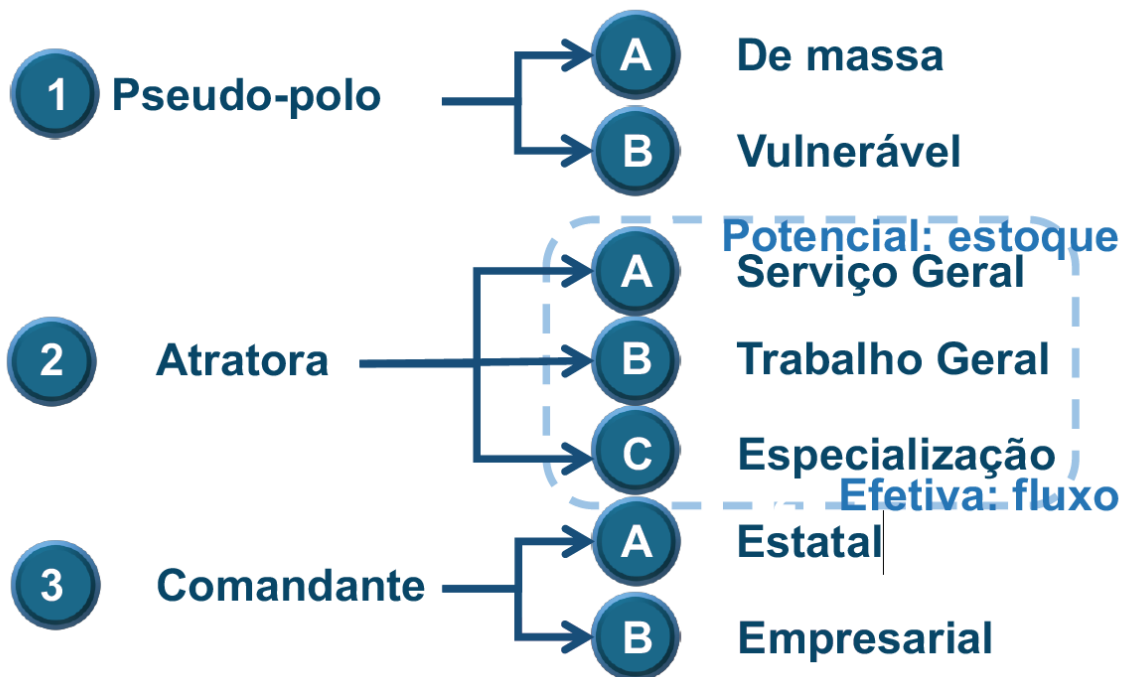 1 Pseudo-polo
A De massa
B Vulnerável
Potencial: estoque
2 Atratora
A Serviço Geral
B Trabalho Geral
C Especialização
Efetiva: fluxo
3 Comandante
A Estatal
B Empresarial